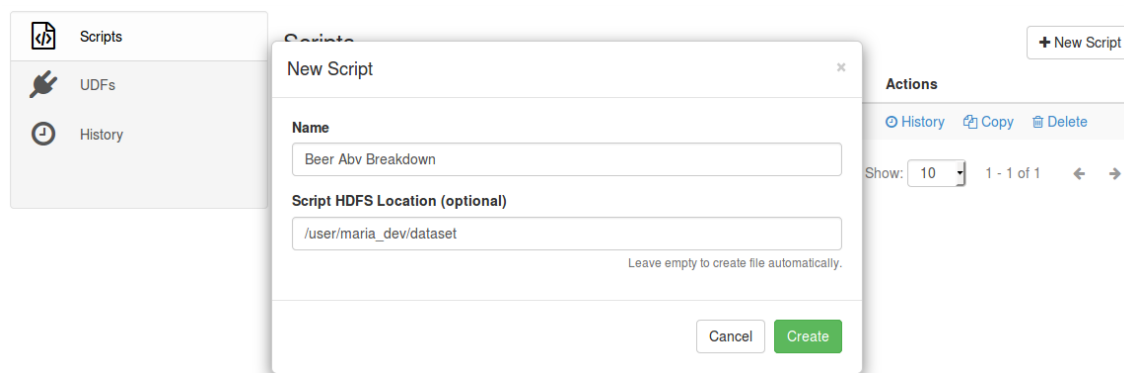 Scripts
UDFs
History
Scripts
+ New Script
New Script ×
Name
Beer Abv Breakdown
Script HDFS Location (optional)
/user/maria_dev/dataset
Leave empty to create file automatically.
Cancel Create
Actions
History Copy Delete
Show: 10 1 - 1 of 1